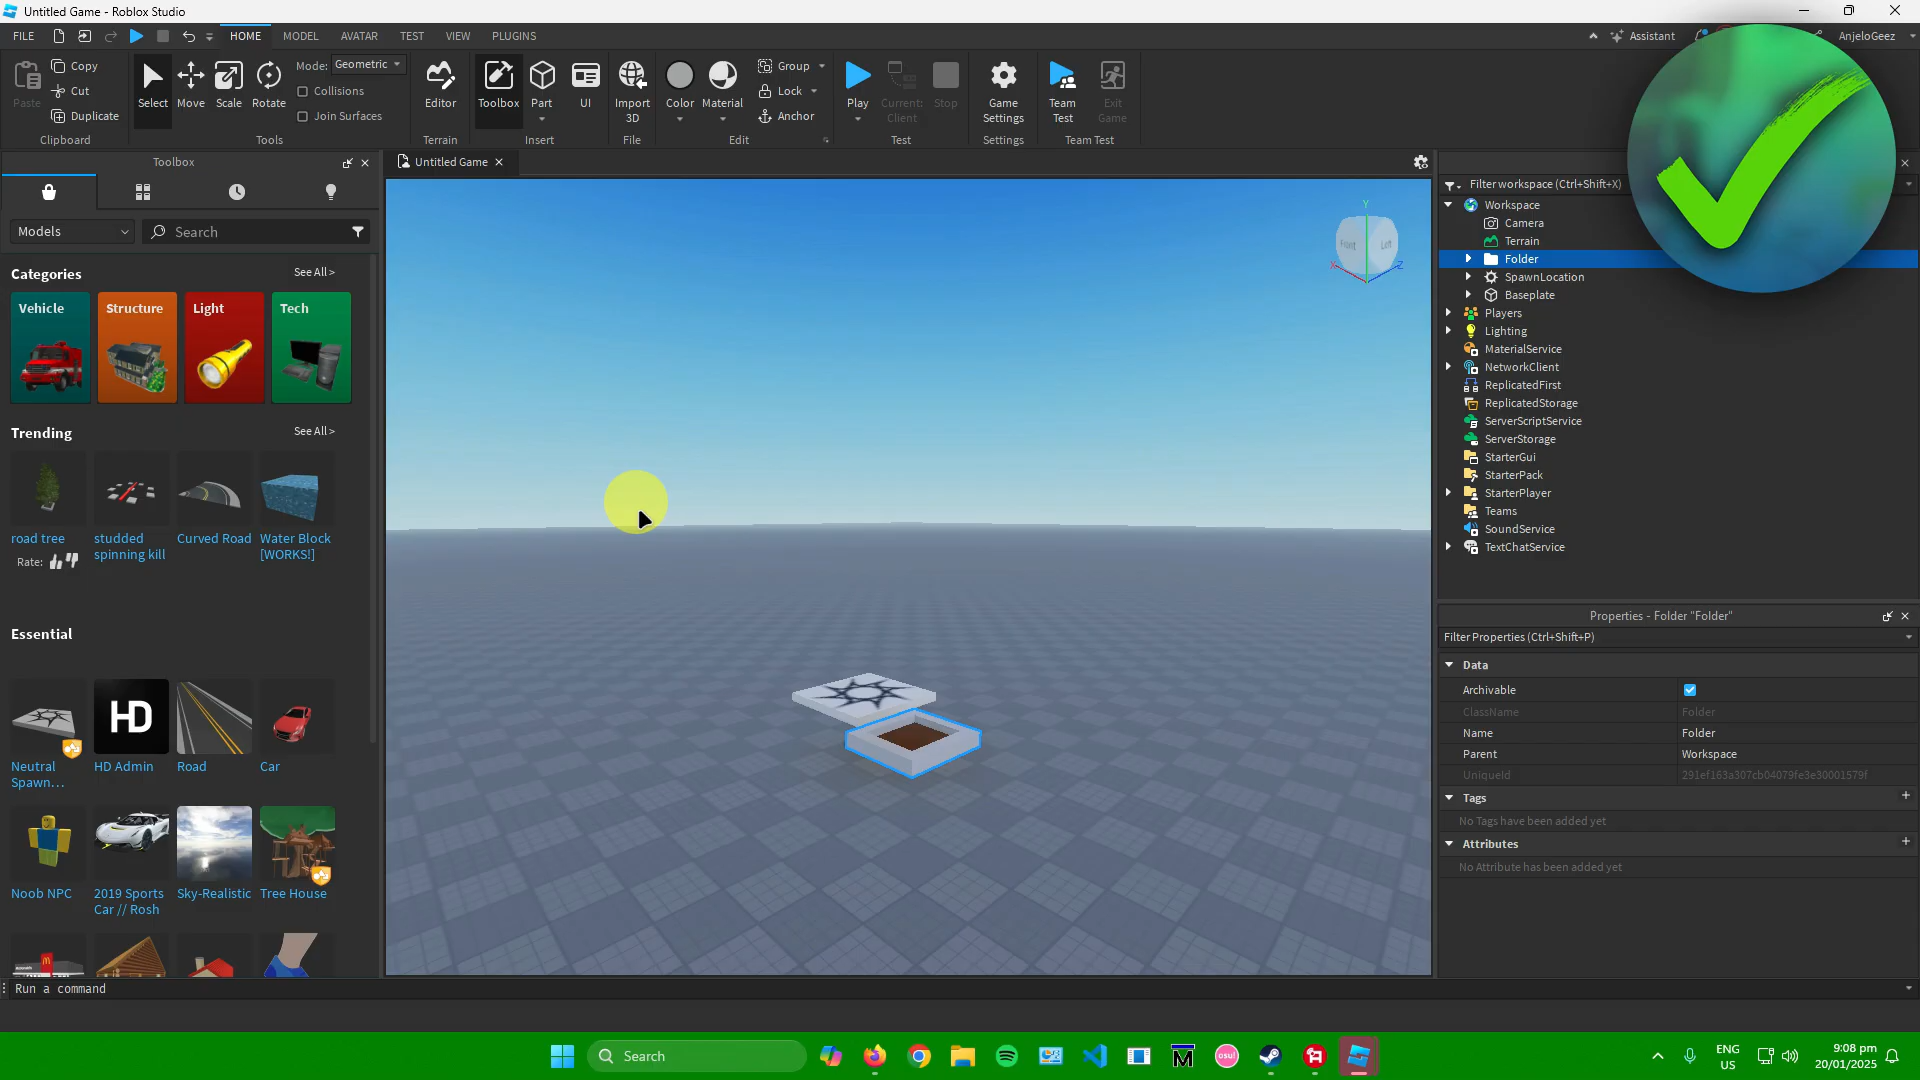 Untitled Game - Roblox Studio
FILE HOME MODEL AVATAR TEST VIEW PLUGINS Assistant AnjeloGeez
Paste Copy Cut Duplicate Clipboard
Select Move Scale Rotate Mode: Geometric Collisions Join Surfaces Tools
Editor Terrain
Toolbox Part UI Insert
Import 3D File
Color Material Group Lock Anchor Edit
Play Current: Client Stop Test
Game Settings Settings
Team Test Exit Game Team Test
Toolbox
Models Search
Categories See All >
Vehicle Structure Light Tech
Trending See All >
road tree
Rate:
studded spinning kill
Curved Road
Water Block [WORKS!]
Essential
Neutral Spawn...
HD
HD Admin
Road
Car
Noob NPC
2019 Sports Car // Rosh
Sky-Realistic
Tree House
Untitled Game
Y
Front Left
X Z
Filter workspace (Ctrl+Shift+X)
Workspace
Camera
Terrain
Folder
SpawnLocation
Baseplate
Players
Lighting
MaterialService
NetworkClient
ReplicatedFirst
ReplicatedStorage
ServerScriptService
ServerStorage
StarterGui
StarterPack
StarterPlayer
Teams
SoundService
TextChatService
Properties - Folder "Folder"
Filter Properties (Ctrl+Shift+P)
Data
Archivable
ClassName Folder
Name Folder
Parent Workspace
UniqueId 291ef163a307cb04079fe3e30001579f
Tags
No Tags have been added yet
Attributes
No Attribute has been added yet
Run a command
Search
osu!
ENG
US
9:08 pm
20/01/2025